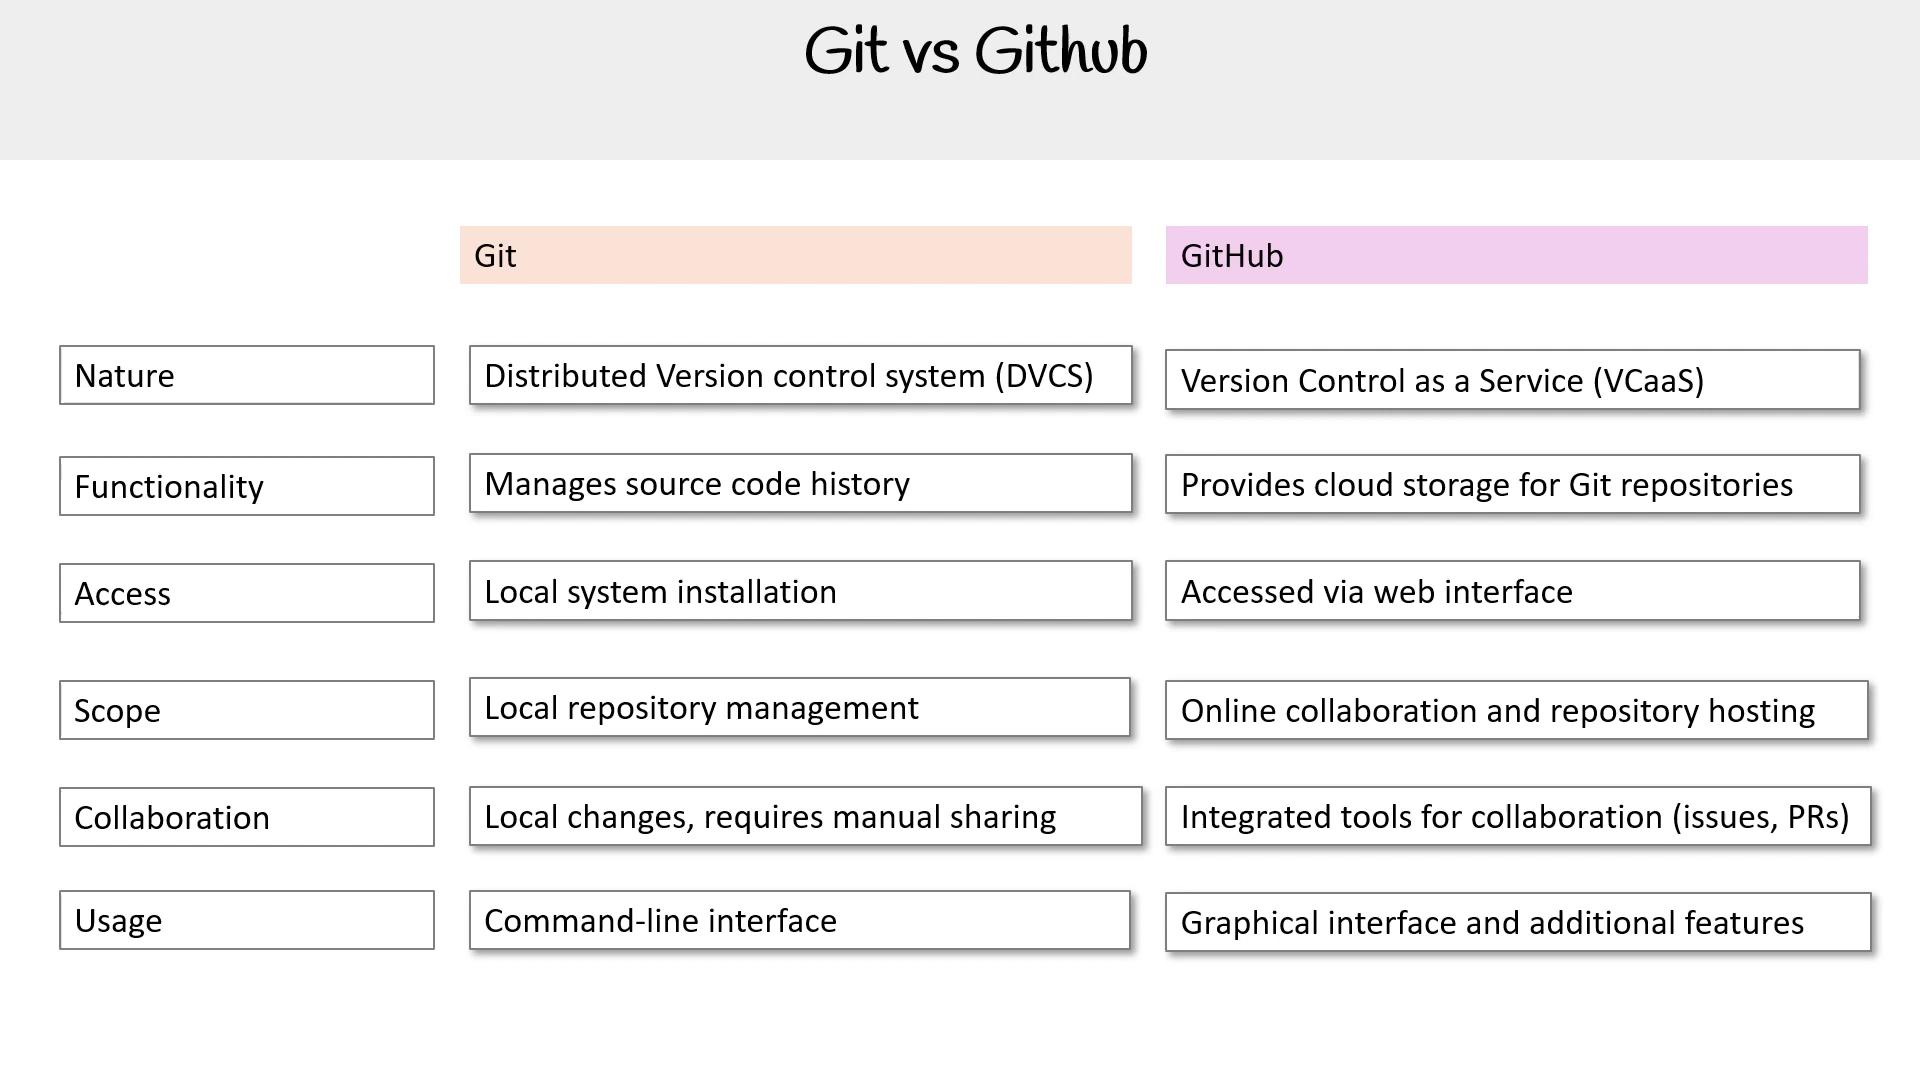 Git vs Github
Git
GitHub
Nature
Distributed Version control system (DVCS)
Version Control as a Service (VCaaS)
Functionality
Manages source code history
Provides cloud storage for Git repositories
Access
Local system installation
Accessed via web interface
Scope
Local repository management
Online collaboration and repository hosting
Collaboration
Local changes, requires manual sharing
Integrated tools for collaboration (issues, PRs)
Usage
Command-line interface
Graphical interface and additional features